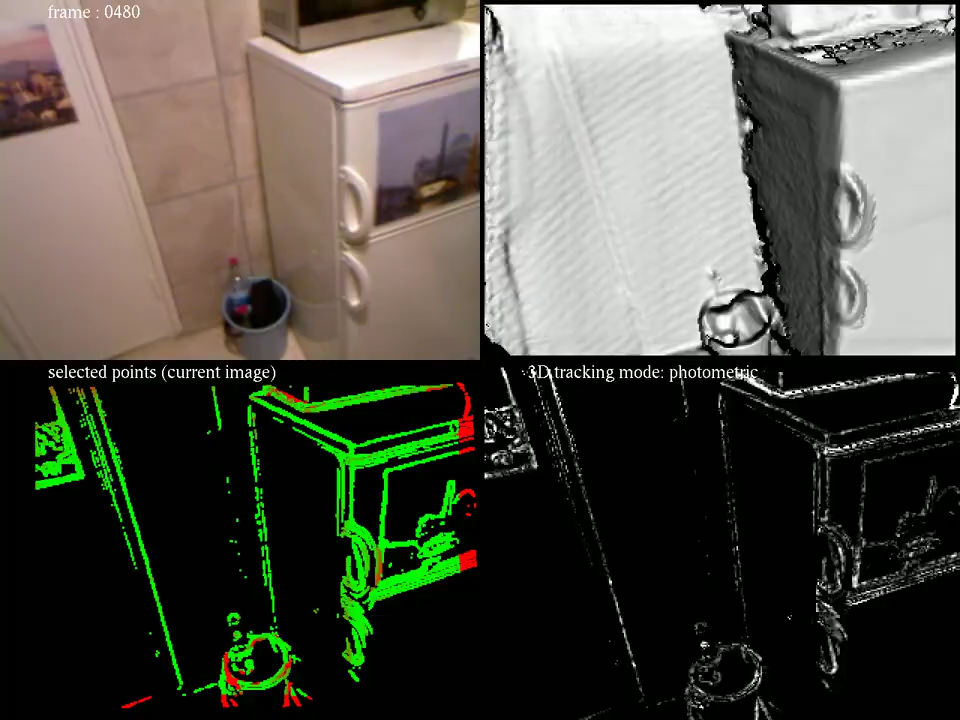 frame : 0480
selected points (current image)
3D tracking mode: photometric